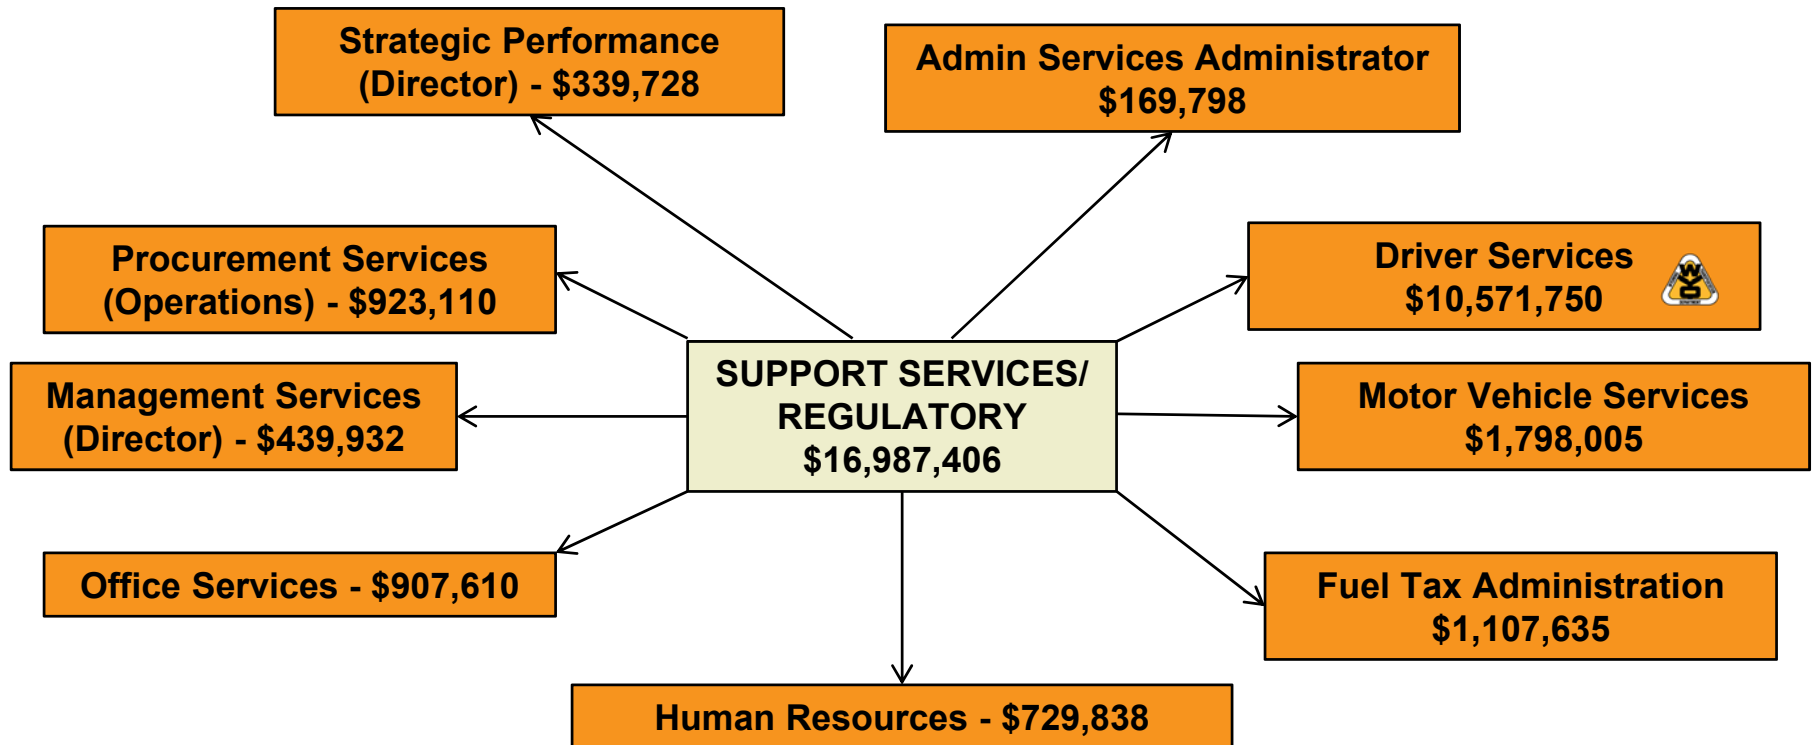 Strategic Performance
(Director) - $339,728
Admin Services Administrator
$169,798
Procurement Services
(Operations) - $923,110
Driver Services
$10,571,750
WYO
SUPPORT SERVICES/
REGULATORY
$16,987,406
Management Services
(Director) - $439,932
Motor Vehicle Services
$1,798,005
Office Services - $907,610
Fuel Tax Administration
$1,107,635
Human Resources - $729,838